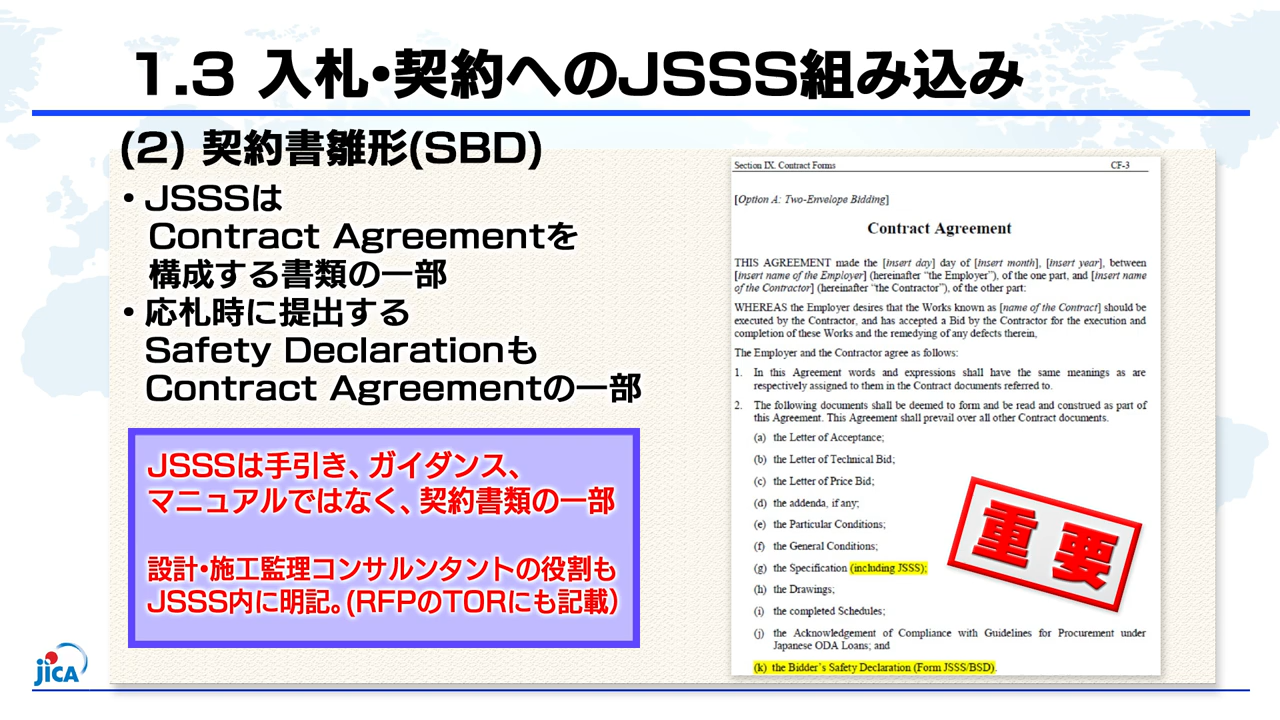 1.3 入札・契約へのJSSS組み込み
(2) 契約書雛形(SBD)
・JSSSは
Contract Agreementを
構成する書類の一部
・応札時に提出する
Safety Declarationも
Contract Agreementの一部
JSSSは手引き、ガイダンス、
マニュアルではなく、契約書類の一部
設計・施工監理コンサルンタントの役割も
JSSS内に明記。(RFPのTORにも記載)
Section IX. Contract Forms CF-3
[Option A: Two-Envelope Bidding]
Contract Agreement
THIS AGREEMENT made the [insert day] day of [insert month], [insert year], between
[insert name of the Employer] (hereinafter “the Employer”), of the one part, and [insert name
of the Contractor] (hereinafter “the Contractor”), of the other part:
WHEREAS the Employer desires that the Works known as [name of the Contract] should be
executed by the Contractor, and has accepted a Bid by the Contractor for the execution and
completion of these Works and the remedying of any defects therein,
The Employer and the Contractor agree as follows:
1. In this Agreement words and expressions shall have the same meanings as are
respectively assigned to them in the Contract documents referred to.
2. The following documents shall be deemed to form and be read and construed as part of
this Agreement. This Agreement shall prevail over all other Contract documents.
(a) the Letter of Acceptance;
(b) the Letter of Technical Bid;
(c) the Letter of Price Bid;
(d) the addenda, if any;
(e) the Particular Conditions;
(f) the General Conditions;
(g) the Specification (including JSSS);
(h) the Drawings;
(i) the completed Schedules;
(j) the Acknowledgement of Compliance with Guidelines for Procurement under
Japanese ODA Loans; and
(k) the Bidder’s Safety Declaration (Form JSSS/BSD).
重要
jICA